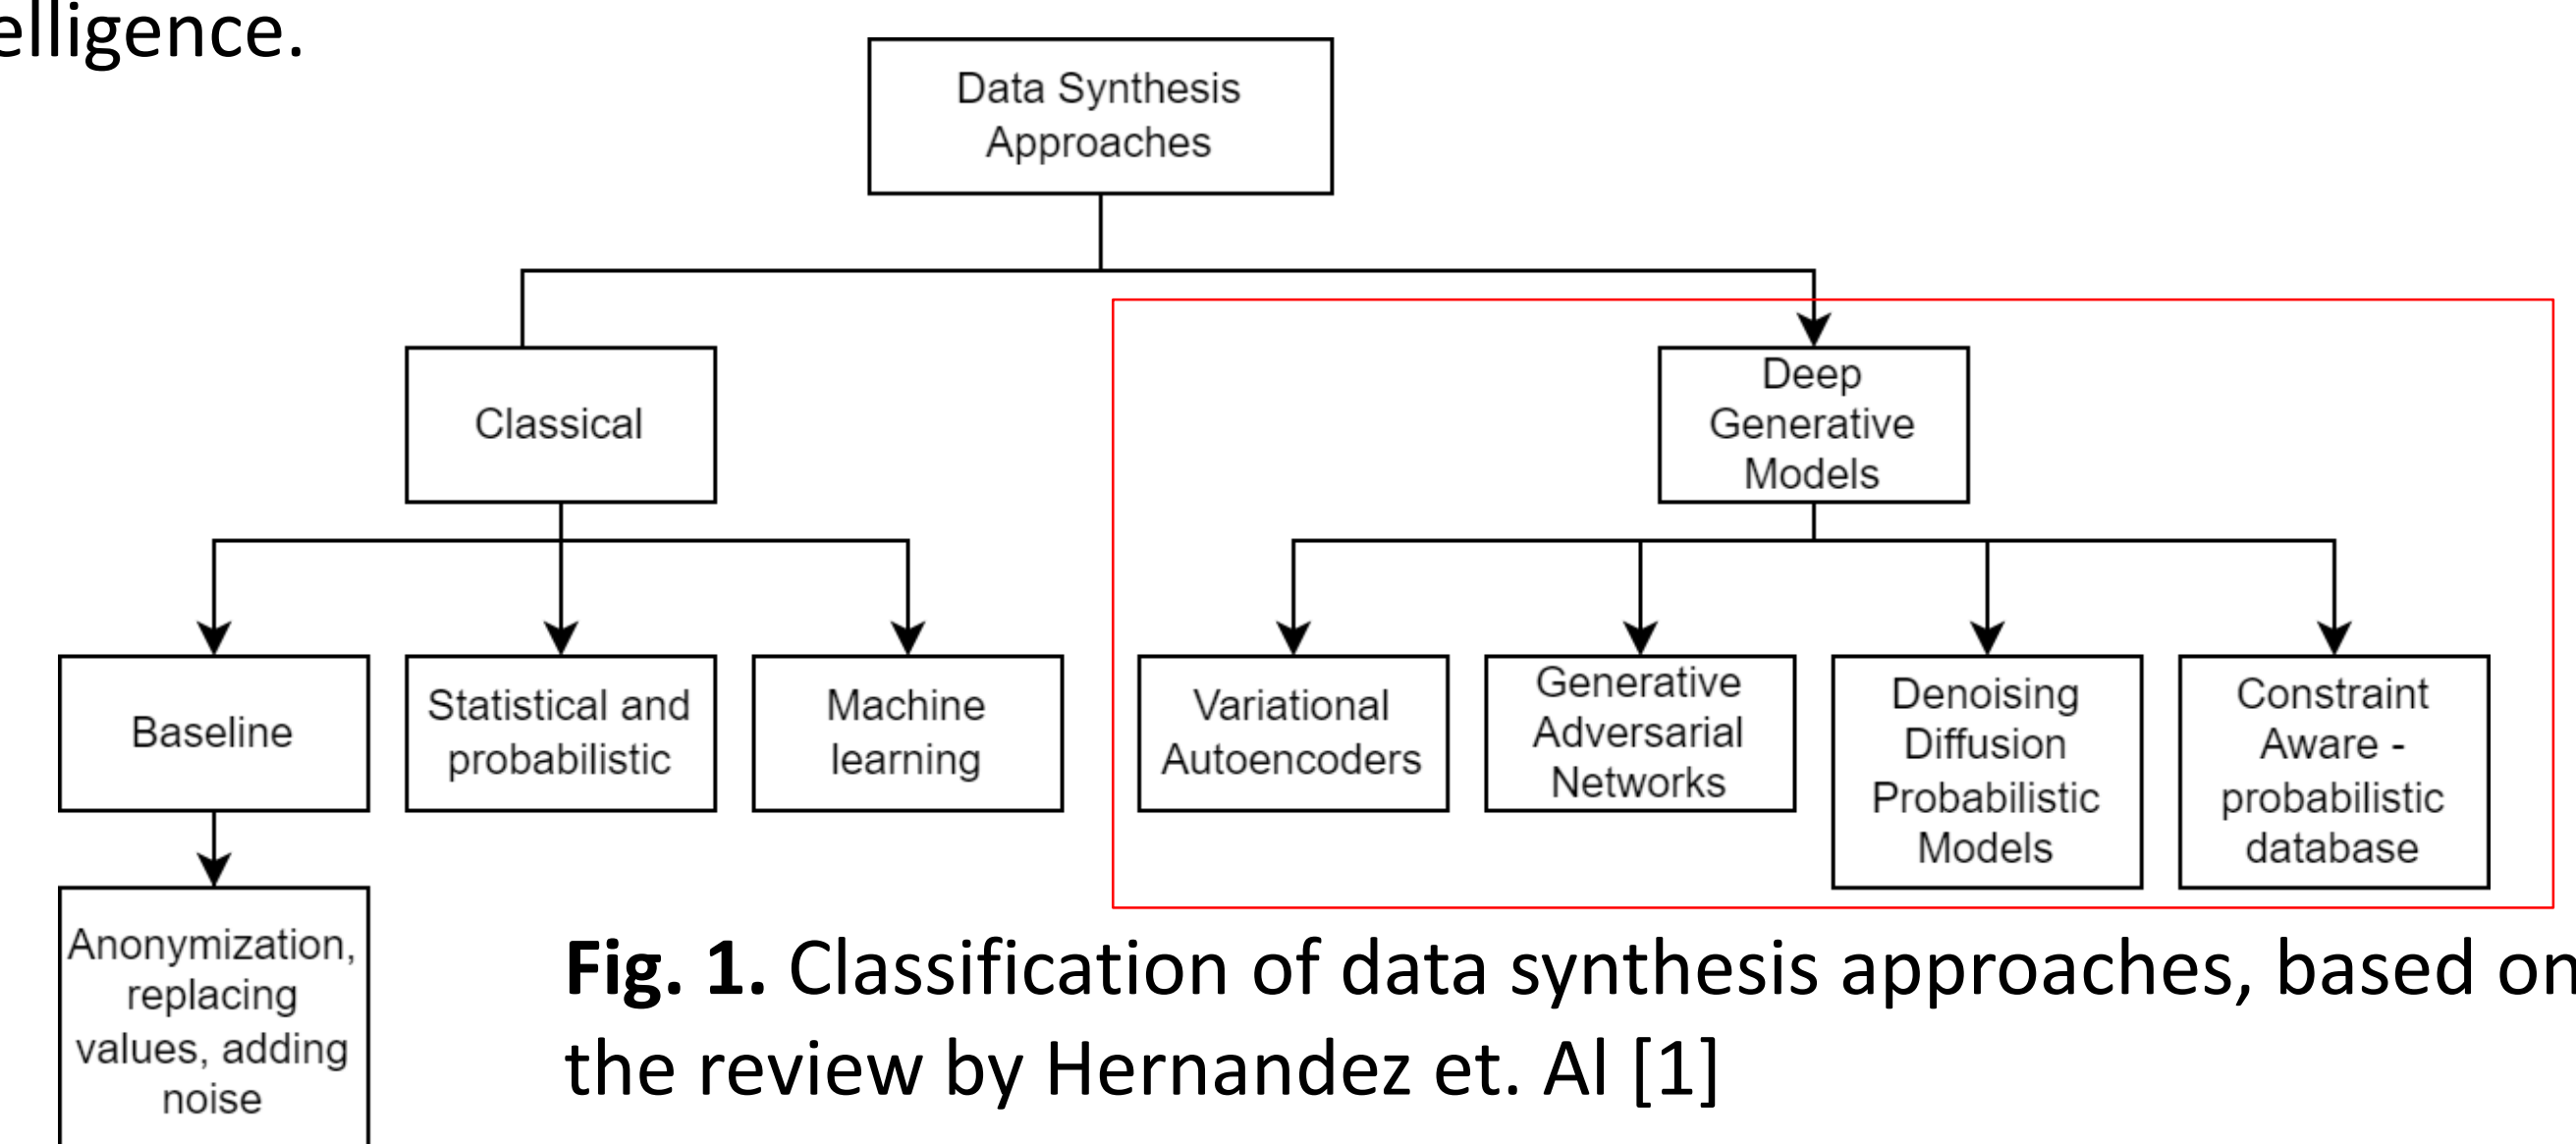 elligence.
Data Synthesis
Approaches
Classical
Deep
Generative
Models
Baseline
Statistical and
probabilistic
Machine
learning
Variational
Autoencoders
Generative
Adversarial
Networks
Denoising
Diffusion
Probabilistic
Models
Constraint
Aware -
probabilistic
database
Anonymization,
replacing
values, adding
noise
Fig. 1. Classification of data synthesis approaches, based on
the review by Hernandez et. Al [1]